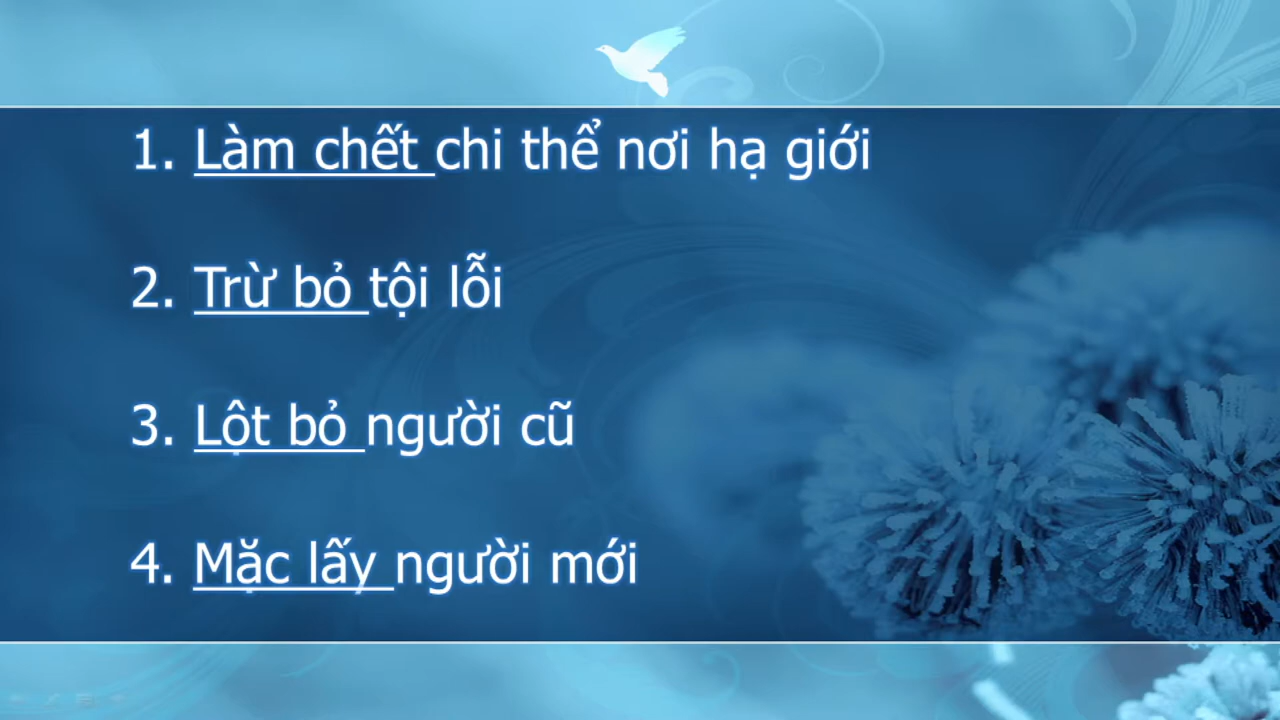 1. Làm chết chi thể nơi hạ giới
2. Trừ bỏ tội lỗi
3. Lột bỏ người cũ
4. Mặc lấy người mới